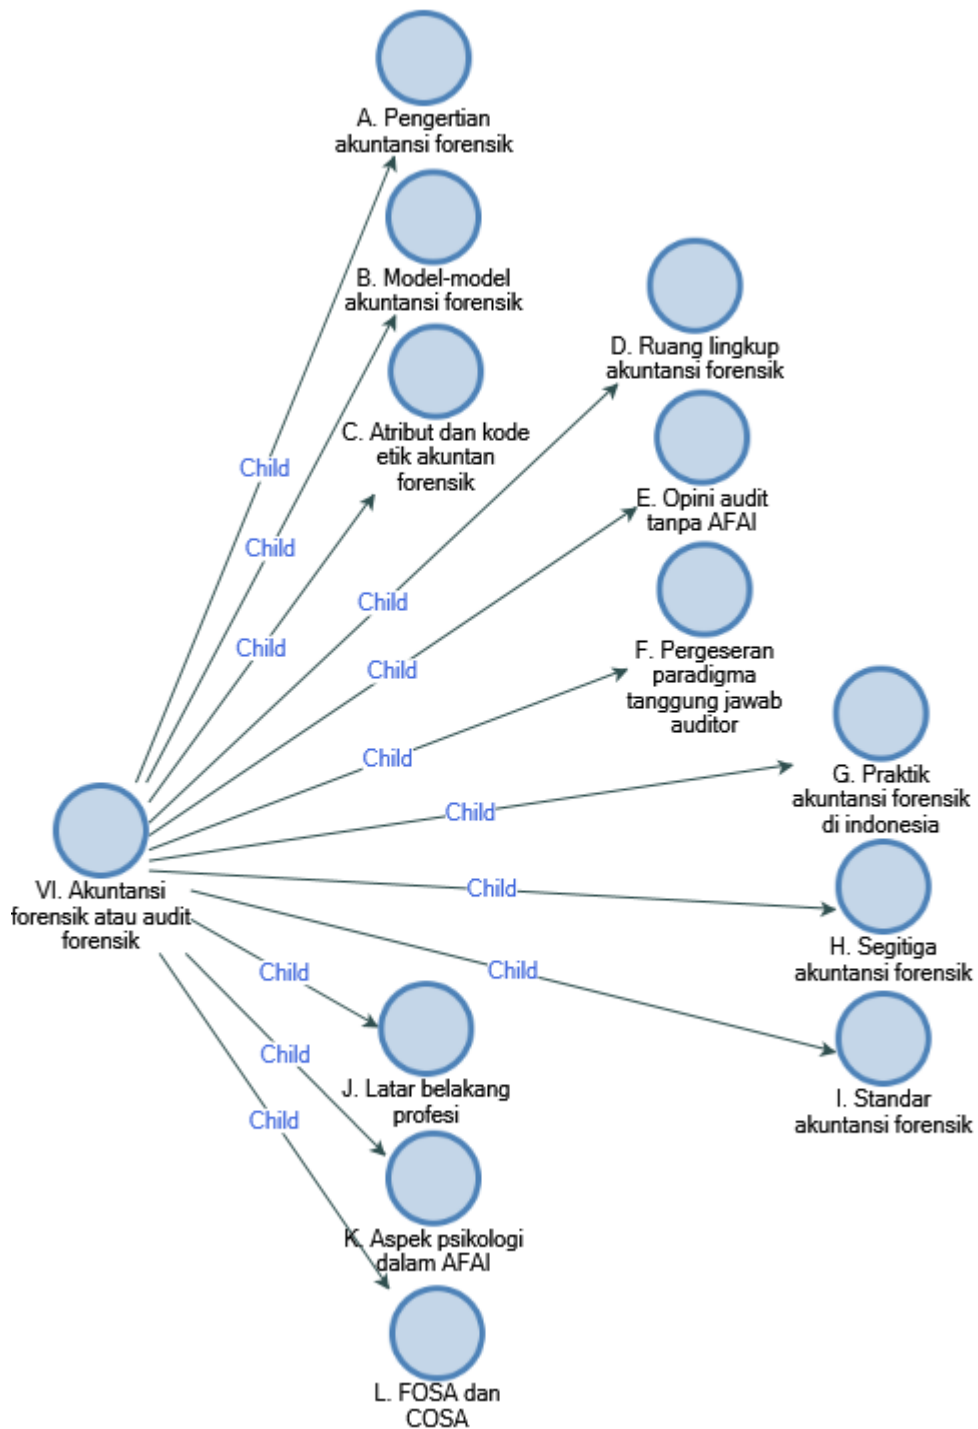 A. Pengertian
akuntansi forensik
B. Model-model
akuntansi forensik
C. Atribut dan kode
etik akuntan
forensik
D. Ruang lingkup
akuntansi forensik
E. Opini audit
tanpa AFAI
F. Pergeseran
paradigma
tanggung jawab
auditor
G. Praktik
akuntansi forensik
di indonesia
H. Segitiga
akuntansi forensik
I. Standar
akuntansi forensik
VI. Akuntansi
forensik atau audit
forensik
J. Latar belakang
profesi
K. Aspek psikologi
dalam AFAI
L. FOSA dan
COSA
Child
Child
Child
Child
Child
Child
Child
Child
Child
Child
Child
Child